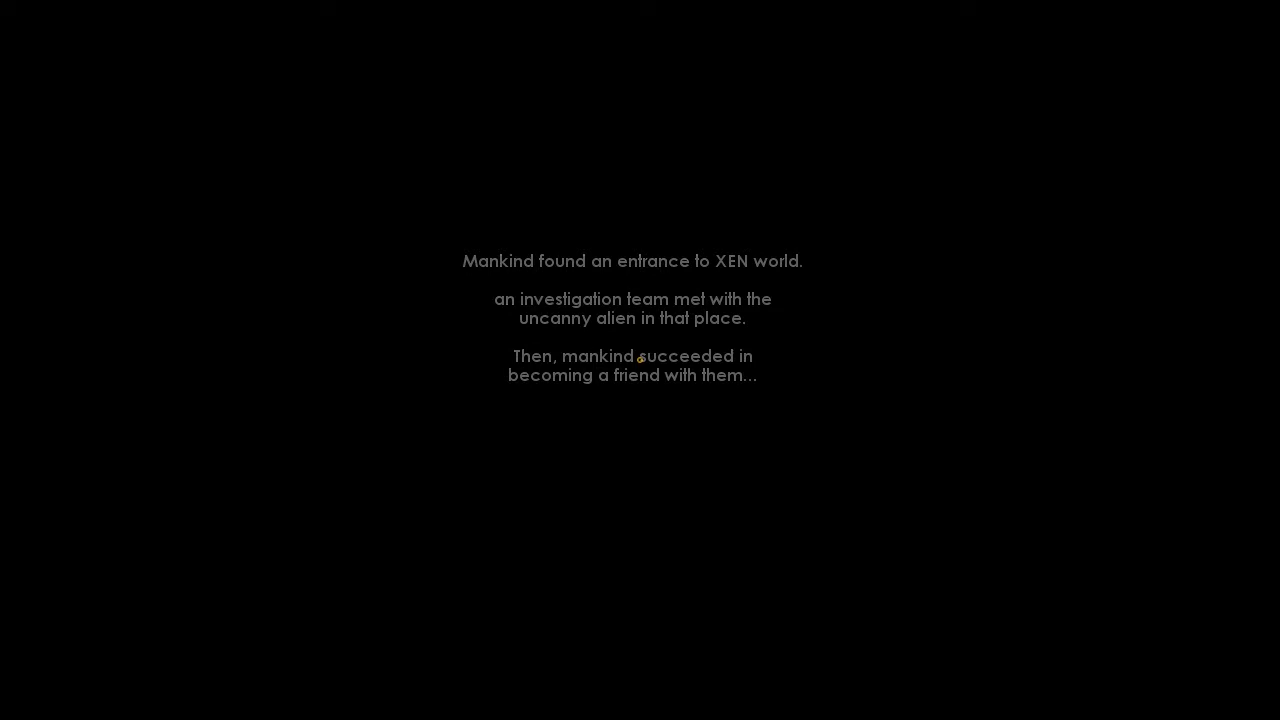 Mankind found an entrance to XEN world.
an investigation team met with the
uncanny alien in that place.
Then, mankind succeeded in
becoming a friend with them...